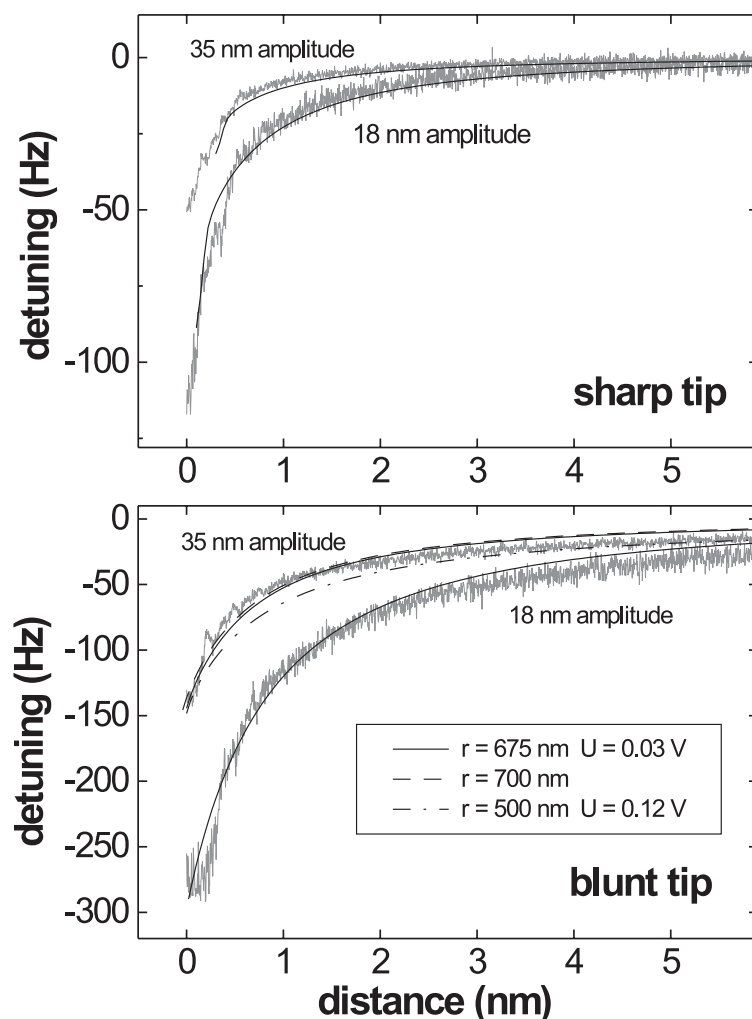 0
-50
-100
detuning (Hz)
35 nm amplitude
18 nm amplitude
sharp tip
0 1 2 3 4 5
0
-50
-100
-150
-200
-250
-300
detuning (Hz)
35 nm amplitude
18 nm amplitude
r = 675 nm U = 0.03 V
r = 700 nm
r = 500 nm U = 0.12 V
blunt tip
0 1 2 3 4 5
distance (nm)